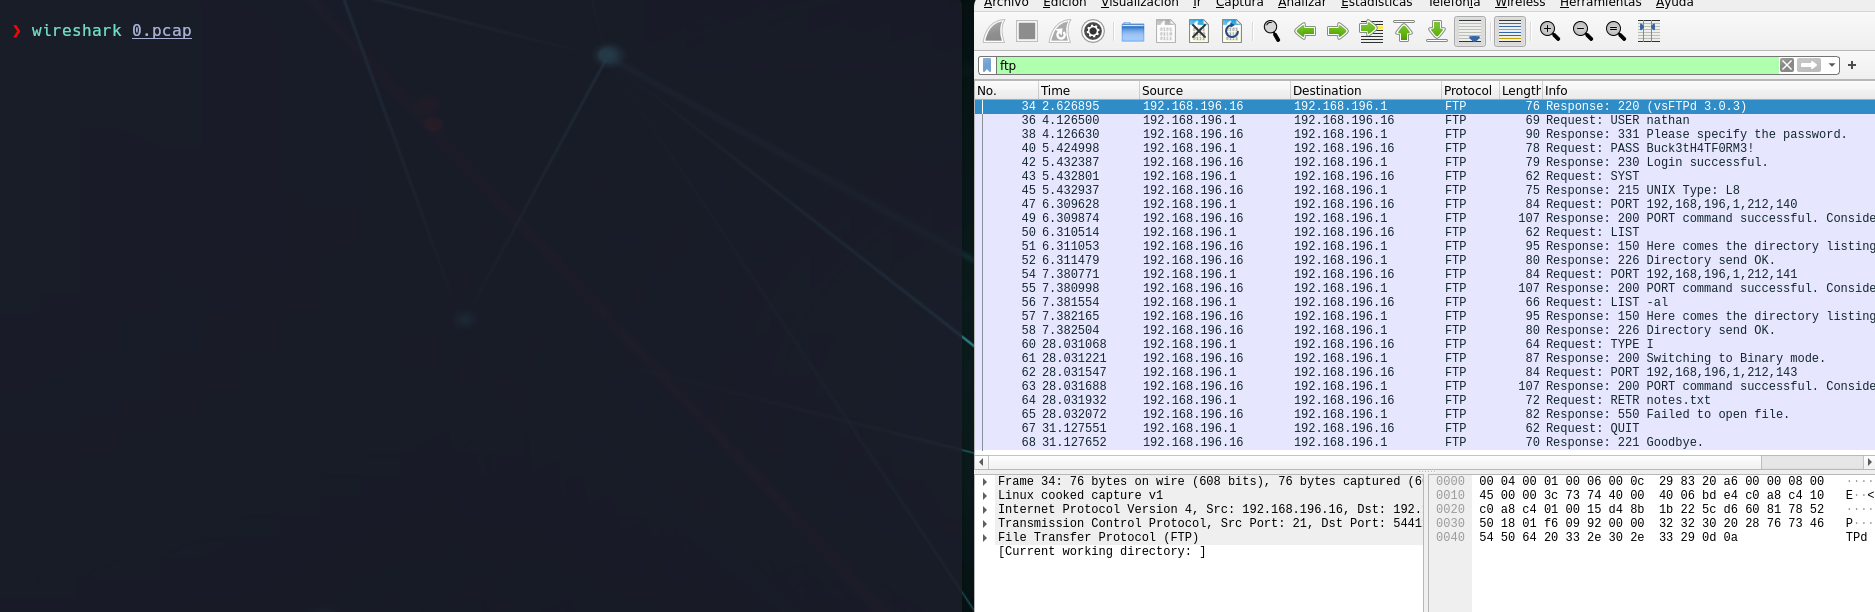 ❯ wireshark 0.pcap
Archivo Edición Visualización Ir Captura Analizar Estadísticas Telefonía Wireless Herramientas Ayuda
ftp
No. Time Source Destination Protocol Length Info
34 2.626895 192.168.196.16 192.168.196.1 FTP 76 Response: 220 (vsFTPd 3.0.3)
36 4.126500 192.168.196.1 192.168.196.16 FTP 69 Request: USER nathan
38 4.126630 192.168.196.16 192.168.196.1 FTP 90 Response: 331 Please specify the password.
40 5.424998 192.168.196.1 192.168.196.16 FTP 78 Request: PASS Buck3tH4TF0RM3!
42 5.432387 192.168.196.16 192.168.196.1 FTP 79 Response: 230 Login successful.
43 5.432801 192.168.196.1 192.168.196.16 FTP 62 Request: SYST
45 5.432937 192.168.196.16 192.168.196.1 FTP 75 Response: 215 UNIX Type: L8
47 6.309628 192.168.196.1 192.168.196.16 FTP 84 Request: PORT 192,168,196,1,212,140
49 6.309874 192.168.196.16 192.168.196.1 FTP 107 Response: 200 PORT command successful. Conside
50 6.310514 192.168.196.1 192.168.196.16 FTP 62 Request: LIST
51 6.311053 192.168.196.16 192.168.196.1 FTP 95 Response: 150 Here comes the directory listing
52 6.311479 192.168.196.16 192.168.196.1 FTP 80 Response: 226 Directory send OK.
54 7.380771 192.168.196.1 192.168.196.16 FTP 84 Request: PORT 192,168,196,1,212,141
55 7.380998 192.168.196.16 192.168.196.1 FTP 107 Response: 200 PORT command successful. Conside
56 7.381554 192.168.196.1 192.168.196.16 FTP 66 Request: LIST -al
57 7.382165 192.168.196.16 192.168.196.1 FTP 95 Response: 150 Here comes the directory listing
58 7.382504 192.168.196.16 192.168.196.1 FTP 80 Response: 226 Directory send OK.
60 28.031068 192.168.196.1 192.168.196.16 FTP 64 Request: TYPE I
61 28.031221 192.168.196.16 192.168.196.1 FTP 87 Response: 200 Switching to Binary mode.
62 28.031547 192.168.196.1 192.168.196.16 FTP 84 Request: PORT 192,168,196,1,212,143
63 28.031688 192.168.196.16 192.168.196.1 FTP 107 Response: 200 PORT command successful. Conside
64 28.031932 192.168.196.1 192.168.196.16 FTP 72 Request: RETR notes.txt
65 28.032072 192.168.196.16 192.168.196.1 FTP 82 Response: 550 Failed to open file.
67 31.127551 192.168.196.1 192.168.196.16 FTP 62 Request: QUIT
68 31.127652 192.168.196.16 192.168.196.1 FTP 70 Response: 221 Goodbye.
Frame 34: 76 bytes on wire (608 bits), 76 bytes captured (6
Linux cooked capture v1
Internet Protocol Version 4, Src: 192.168.196.16, Dst: 192.
Transmission Control Protocol, Src Port: 21, Dst Port: 5441
File Transfer Protocol (FTP)
[Current working directory: ]
0000 00 04 00 01 00 06 00 0c 29 83 20 a6 00 00 08 00 ····
0010 45 00 00 3c 73 74 40 00 40 06 bd e4 c0 a8 c4 10 E··<
0020 c0 a8 c4 01 00 15 d4 8b 1b 22 5c d6 60 81 78 52 ····
0030 50 18 01 f6 09 92 00 00 32 32 30 20 28 76 73 46 P···
0040 54 50 64 20 33 2e 30 2e 33 29 0d 0a TPd